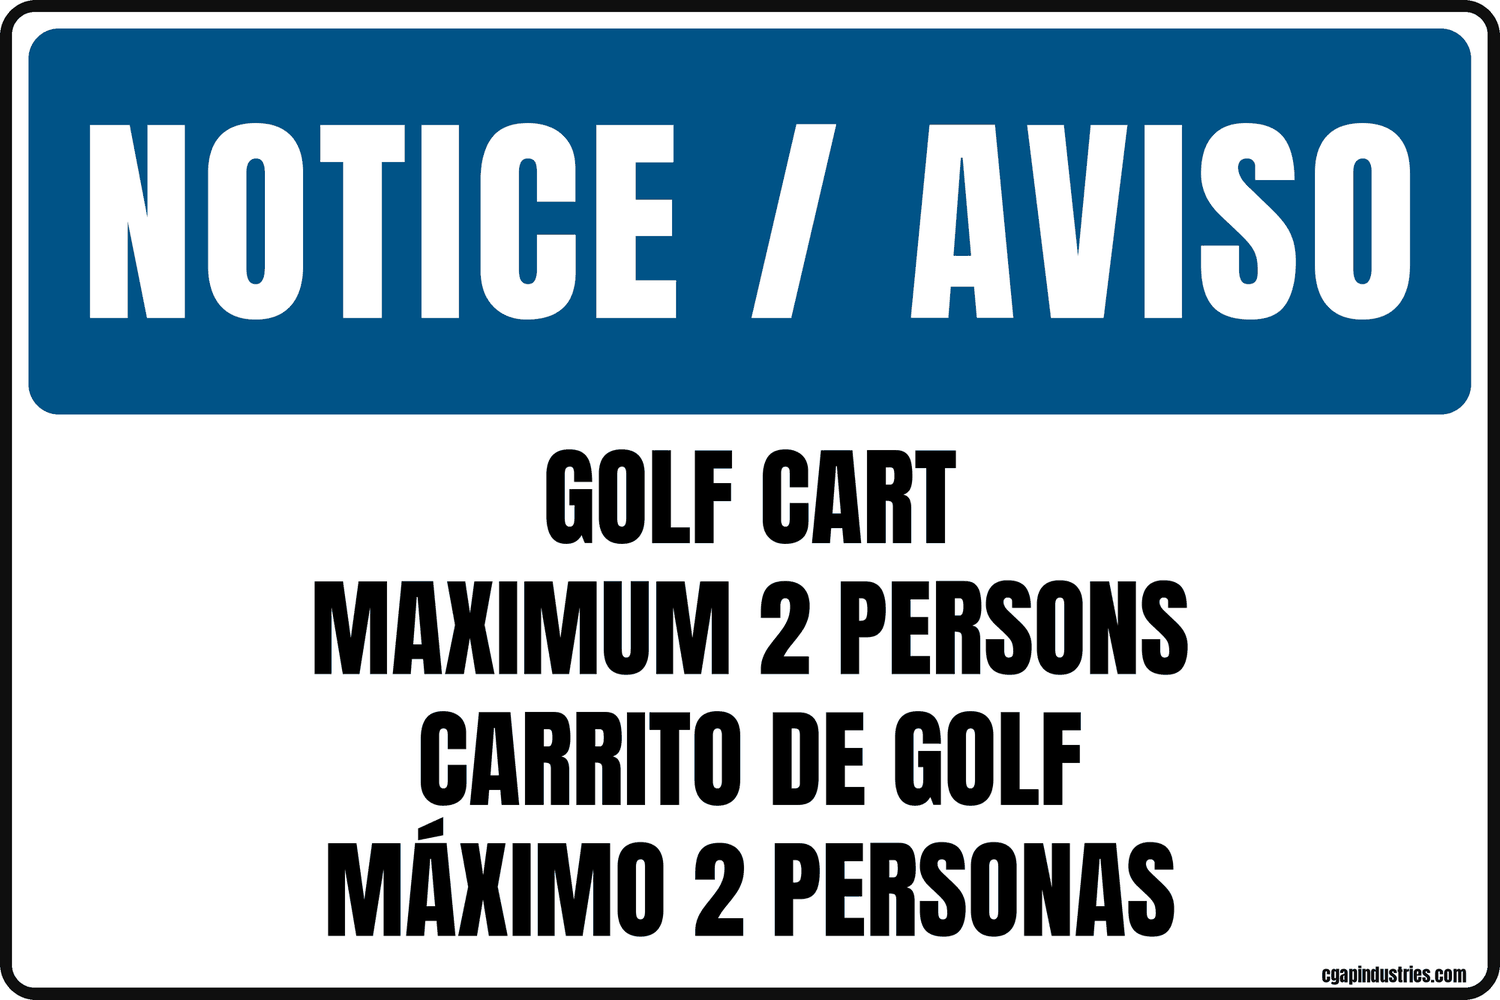 NOTICE / AVISO
GOLF CART
MAXIMUM 2 PERSONS
CARRITO DE GOLF
MÁXIMO 2 PERSONAS
cgapindustries.com